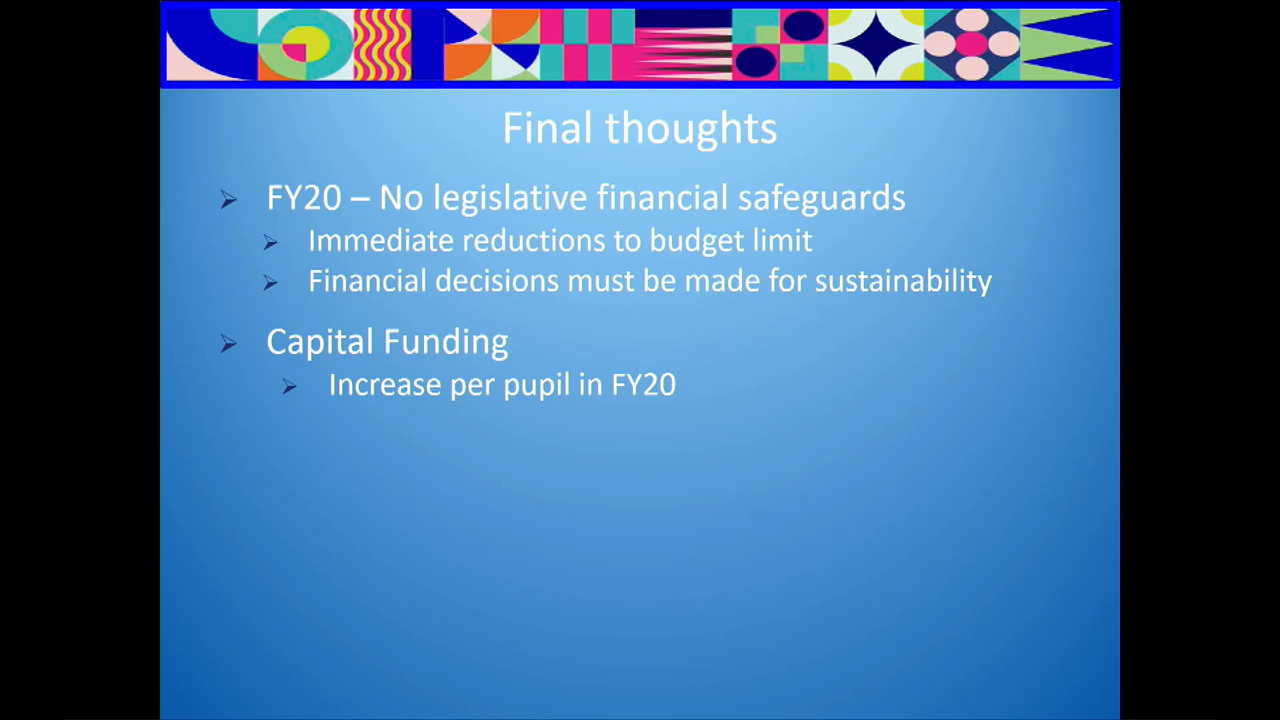 Final thoughts
FY20 – No legislative financial safeguards
Immediate reductions to budget limit
Financial decisions must be made for sustainability
Capital Funding
Increase per pupil in FY20